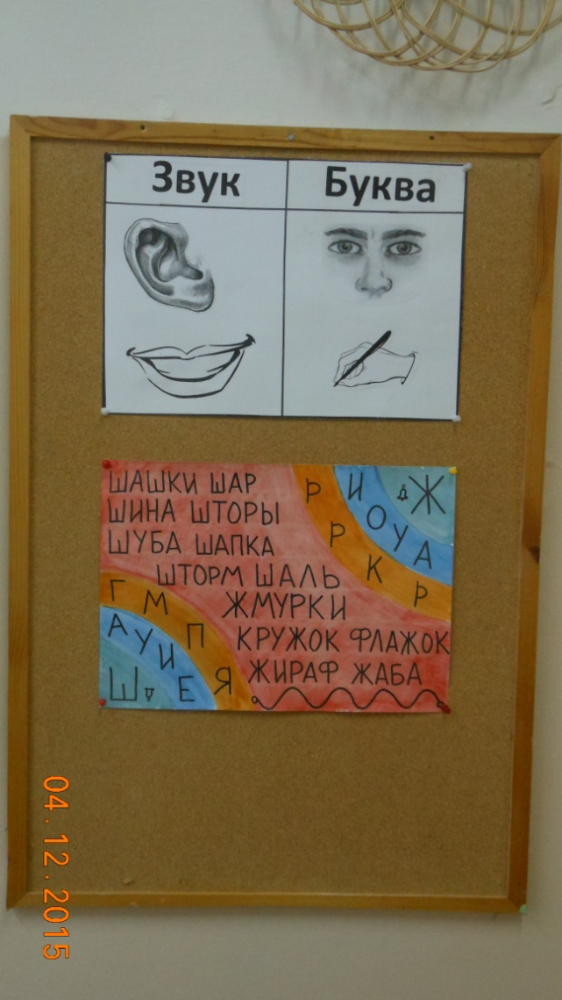 Звук Буква
ШАШКИ ШАР
ШИНА ШТОРЫ
ШУБА ШАПКА
ШТОРМ ШАЛЬ
ЖМУРКИ
КРУЖОК ФЛАЖОК
ЖИРАФ ЖАБА
Р И Ж
Р О У А
К Р
Г М
А У И П
Ш Е Я
04.12.2015